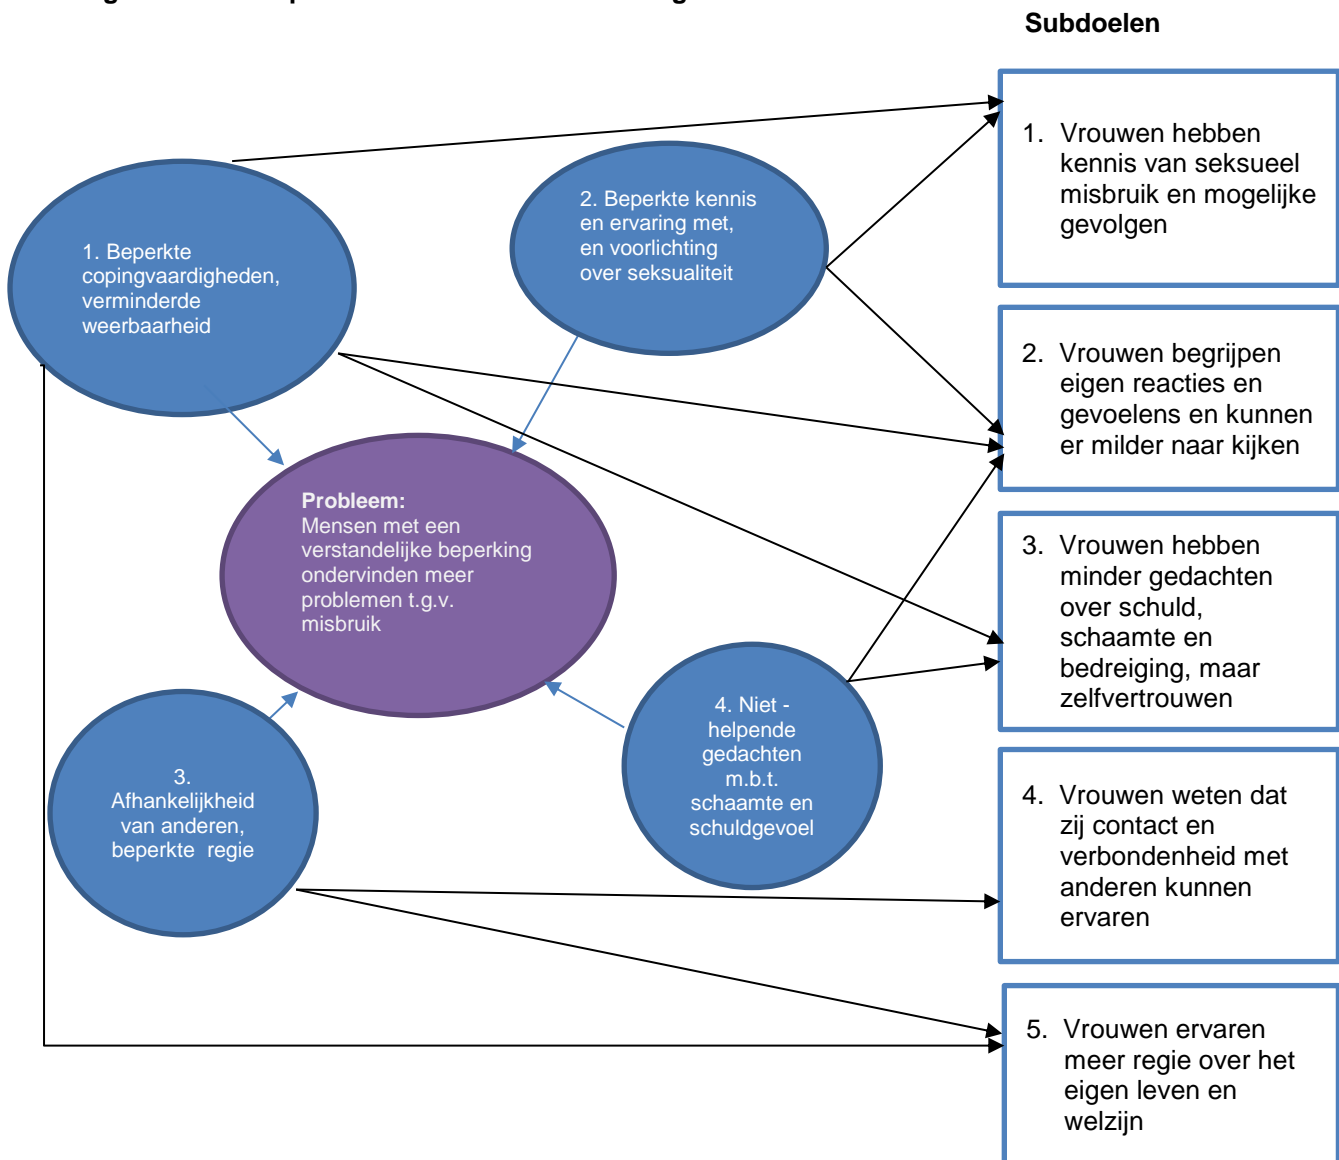 Subdoelen
1. Beperkte
copingvaardigheden,
verminderde
weerbaarheid
2. Beperkte kennis
en ervaring met,
en voorlichting
over seksualiteit
Probleem:
Mensen met een
verstandelijke beperking
ondervinden meer
problemen t.g.v.
misbruik
3.
Afhankelijkheid
van anderen,
beperkte regie
4. Niet -
helpende
gedachten
m.b.t.
schaamte en
schuldgevoel
1. Vrouwen hebben
kennis van seksueel
misbruik en mogelijke
gevolgen
2. Vrouwen begrijpen
eigen reacties en
gevoelens en kunnen
er milder naar kijken
3. Vrouwen hebben
minder gedachten
over schuld,
schaamte en
bedreiging, maar
zelfvertrouwen
4. Vrouwen weten dat
zij contact en
verbondenheid met
anderen kunnen
ervaren
5. Vrouwen ervaren
meer regie over het
eigen leven en
welzijn